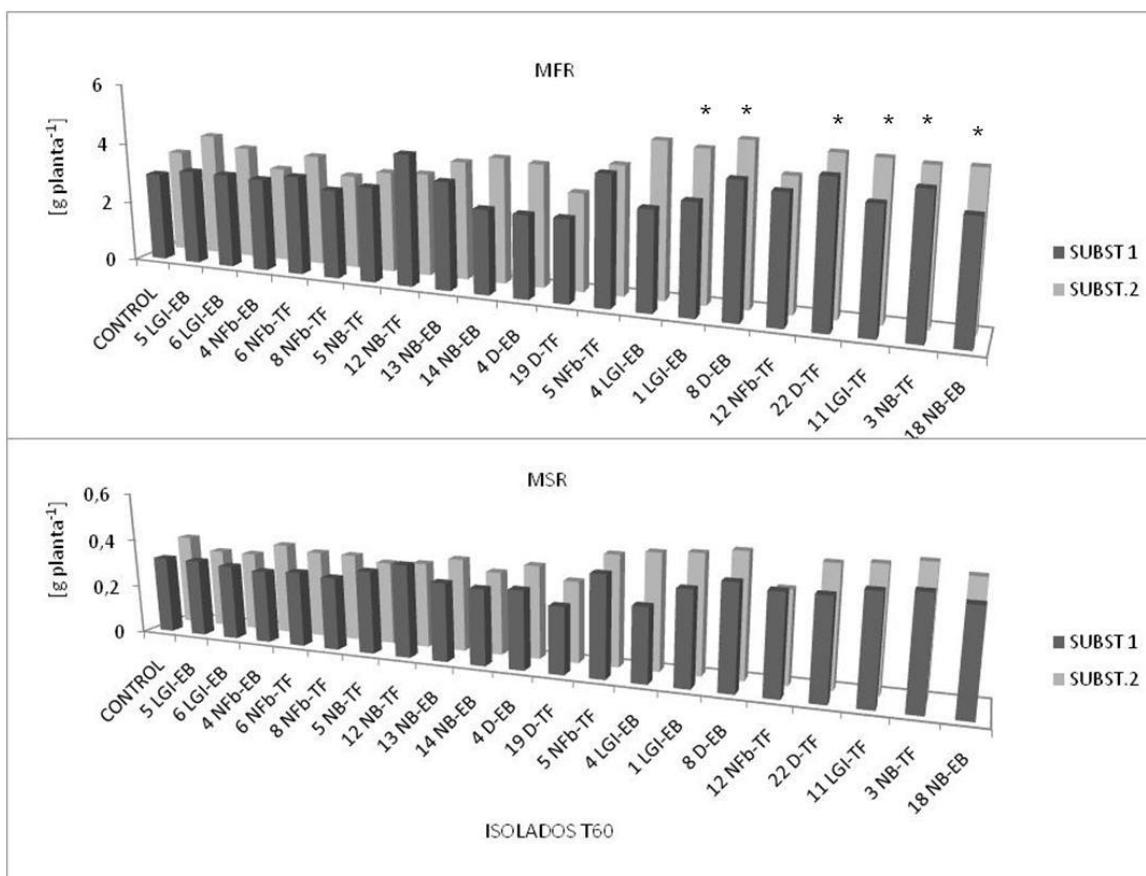 MFR
[g planta⁻¹]
6
4
2
0
* * * * * *
CONTROL
5 LGI-EB
6 LGI-EB
4 NFb-EB
6 NFb-TF
8 NFb-TF
5 NB-TF
12 NB-TF
13 NB-EB
14 NB-EB
4 D-EB
19 D-TF
5 NFb-TF
4 LGI-EB
1 LGI-EB
8 D-EB
12 NFb-TF
22 D-TF
11 LGI-TF
3 NB-TF
18 NB-EB
SUBST 1
SUBST.2
MSR
[g planta⁻¹]
0,6
0,4
0,2
0
CONTROL
5 LGI-EB
6 LGI-EB
4 NFb-EB
6 NFb-TF
8 NFb-TF
5 NB-TF
12 NB-TF
13 NB-EB
14 NB-EB
4 D-EB
19 D-TF
5 NFb-TF
4 LGI-EB
1 LGI-EB
8 D-EB
12 NFb-TF
22 D-TF
11 LGI-TF
3 NB-TF
18 NB-EB
SUBST 1
SUBST.2
ISOLADOS T60